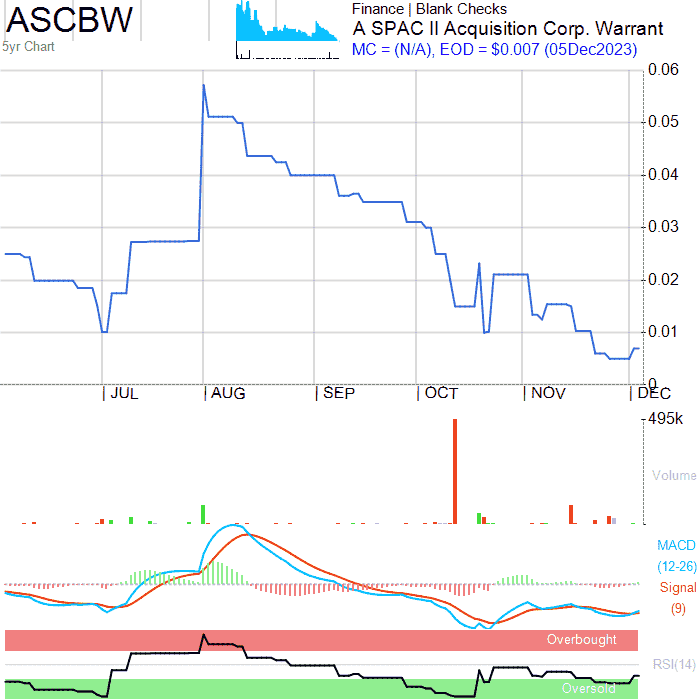 ASCBW
5yr Chart
Finance | Blank Checks
A SPAC II Acquisition Corp. Warrant
MC = (N/A), EOD = $0.007 (05Dec2023)
0.06
0.05
0.04
0.03
0.02
0.01
0
JUL AUG SEP OCT NOV DEC
495k
Volume
MACD
(12-26)
Signal
(9)
Overbought
RSI(14)
Oversold